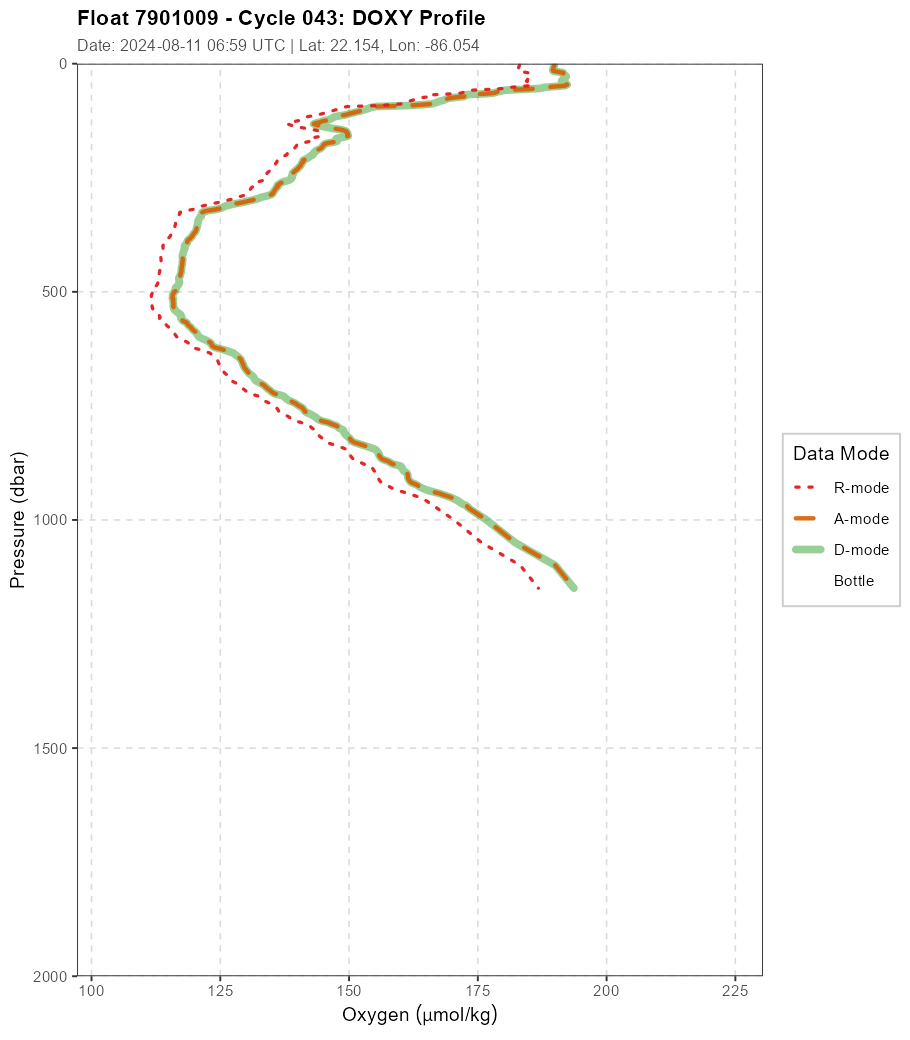 Float 7901009 - Cycle 043: DOXY Profile
Date: 2024-08-11 06:59 UTC | Lat: 22.154, Lon: -86.054
0
500
1000
1500
2000
Pressure (dbar)
100 125 150 175 200 225
Oxygen (µmol/kg)
Data Mode
R-mode
A-mode
D-mode
Bottle